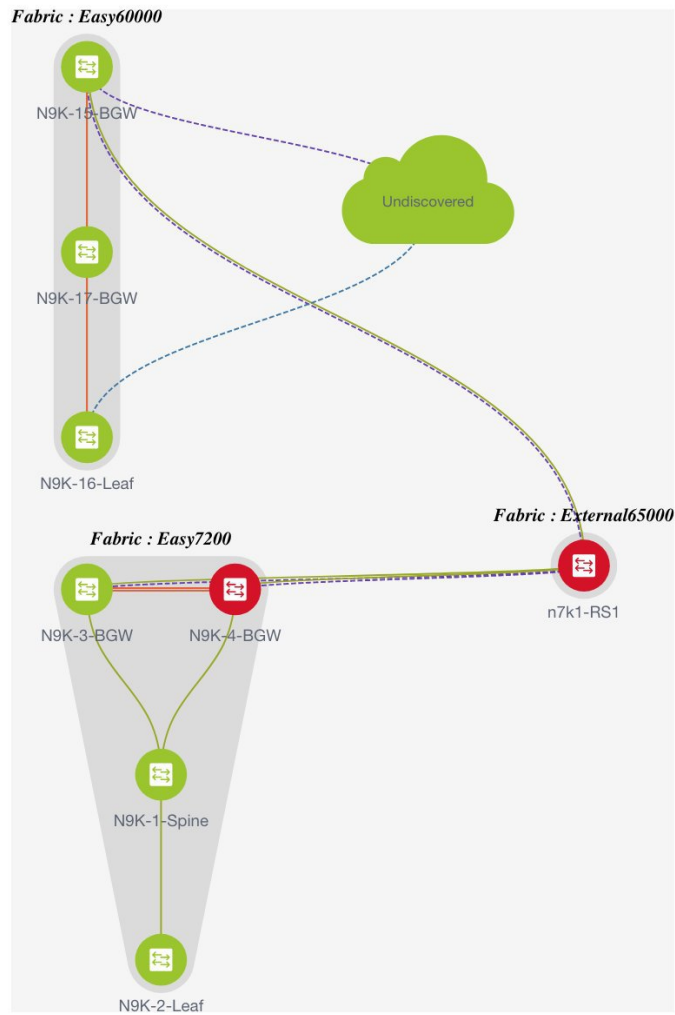 Fabric : Easy60000
N9K-15-BGW
Undiscovered
N9K-17-BGW
N9K-16-Leaf
Fabric : External65000
Fabric : Easy7200
n7k1-RS1
N9K-3-BGW
N9K-4-BGW
N9K-1-Spine
N9K-2-Leaf